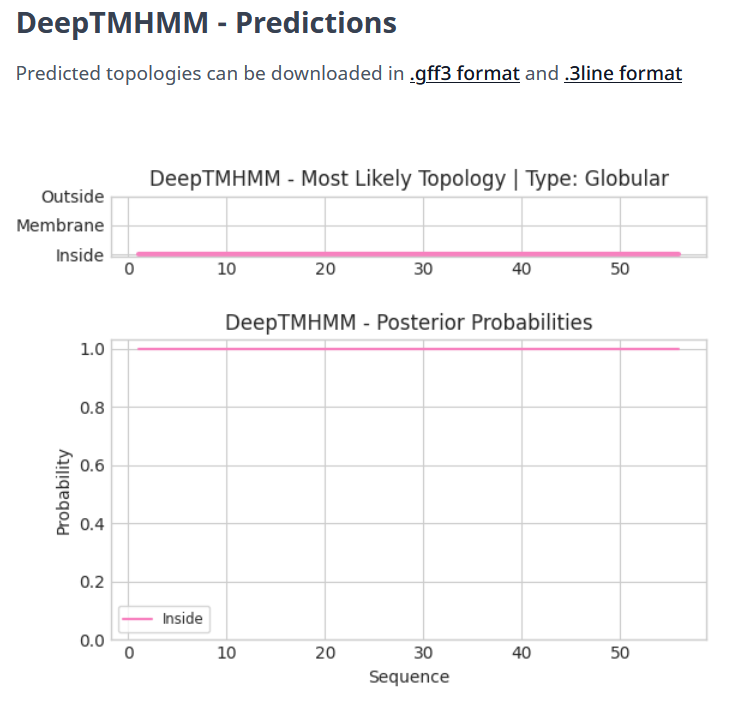 DeepTMHMM - Predictions
Predicted topologies can be downloaded in .gff3 format and .3line format
DeepTMHMM - Most Likely Topology | Type: Globular
Outside
Membrane
Inside
0 10 20 30 40 50
DeepTMHMM - Posterior Probabilities
1.0
0.8
0.6
0.4
0.2
0.0
Probability
Inside
0 10 20 30 40 50
Sequence